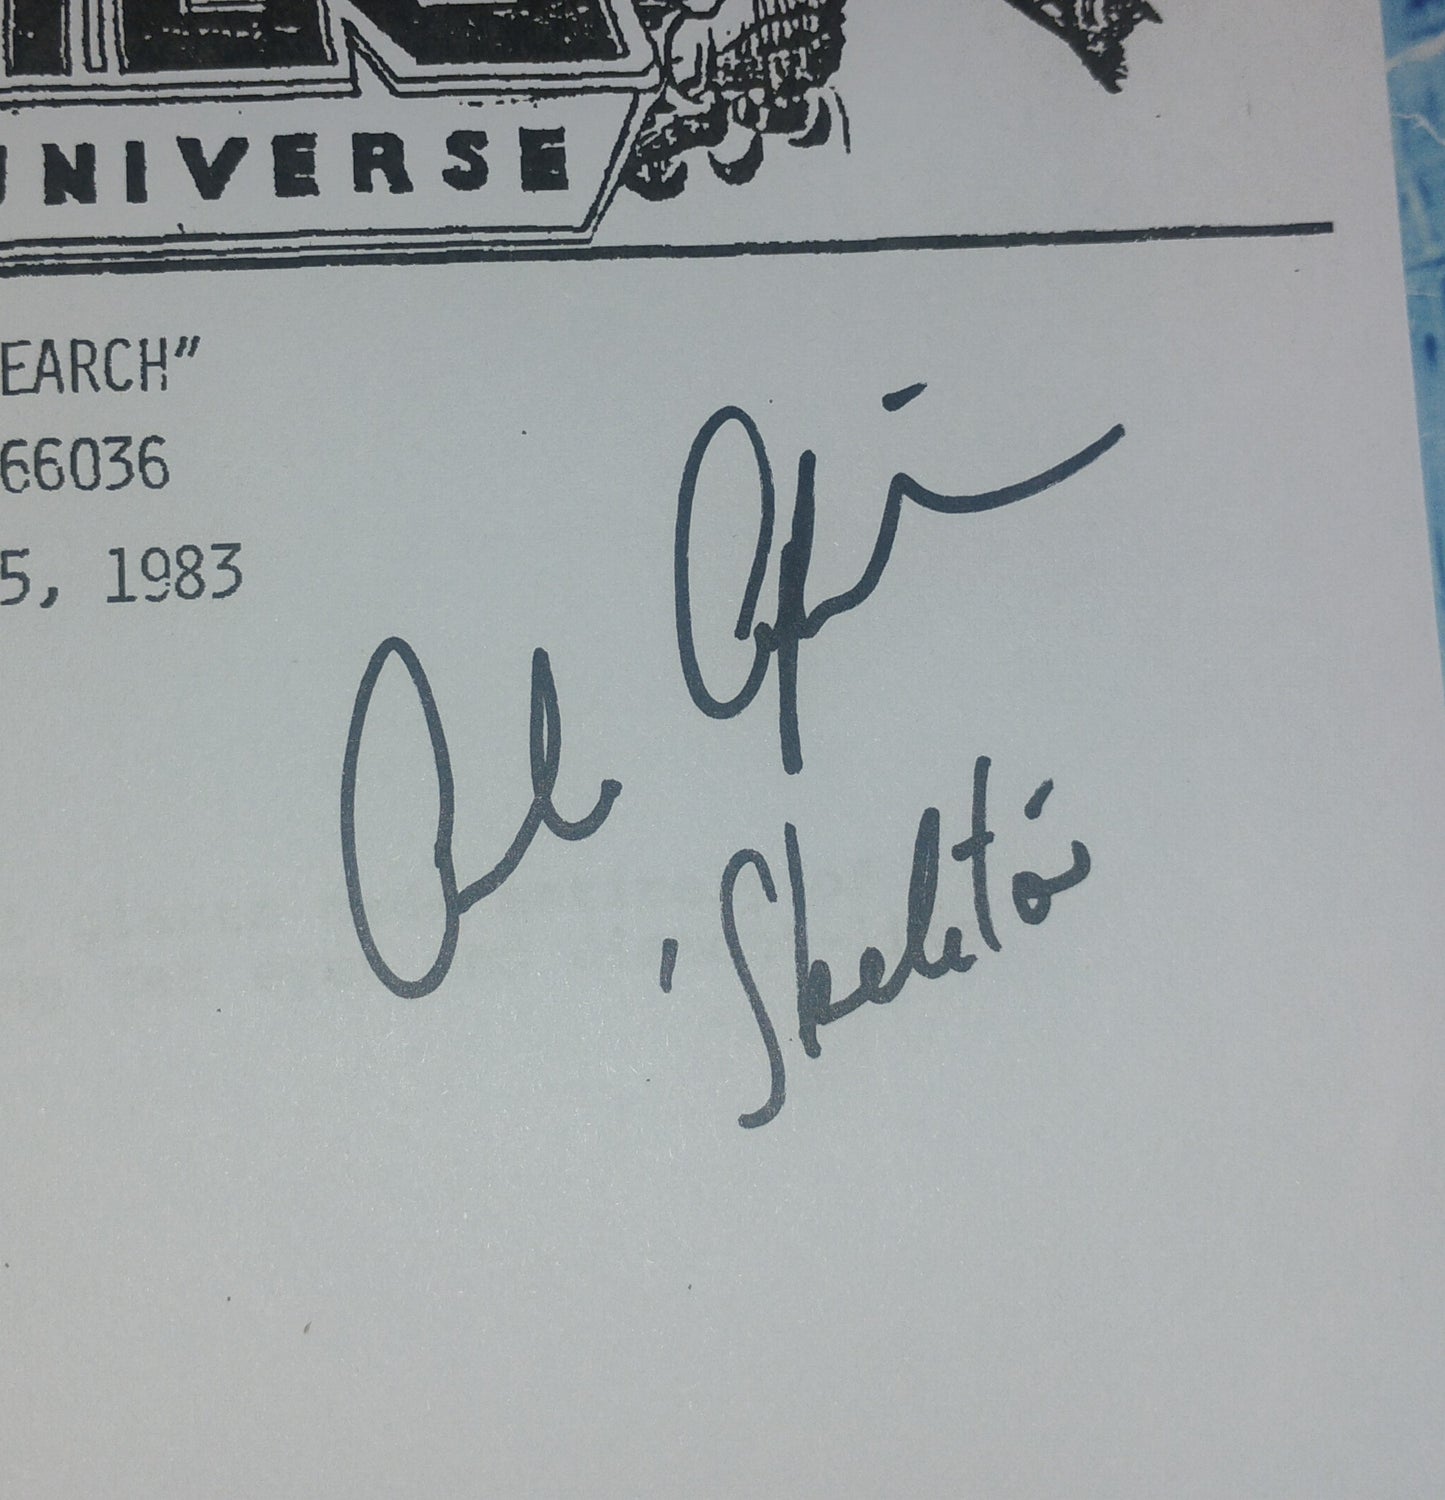 UNIVERSE
EARCH"
66036
5, 1983
'Skeletor'